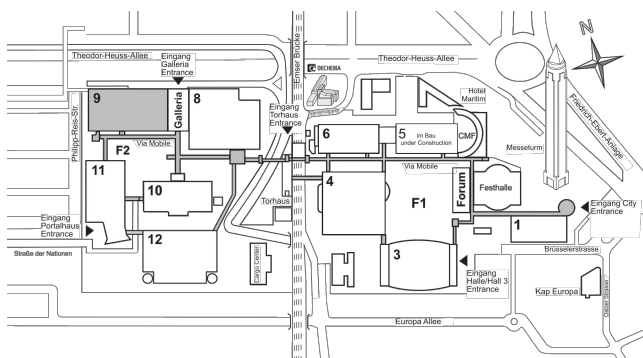 N
Theodor-Heuss-Allee
Eingang
Galleria
Entrance
Emser Brücke
DECHEMA
Theodor-Heuss-Allee
Hotel
Maritim
Friedrich-Ebert-Anlage
Philipp-Reis-Str.
9
Galleria
8
Eingang
Torhaus
Entrance
6
5
im Bau
under Construction
CMF
Messeturm
F2
Via Mobile
Via Mobile
11
10
4
F1
Forum
Festhalle
Eingang
Portalhaus
Entrance
12
Torhaus
1
Eingang City
Entrance
Straße der Nationen
Cargo Center
3
Eingang
Halle/Hall 3
Entrance
Brüsselerstrasse
Kap Europa
Europa Allee